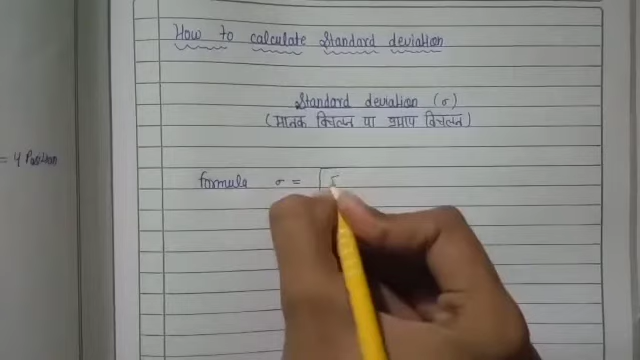 How to calculate Standard deviation
Standard deviation (σ)
(मानक विचलन या प्रमाप विचलन)
= 4 Position
formula σ = √Σ